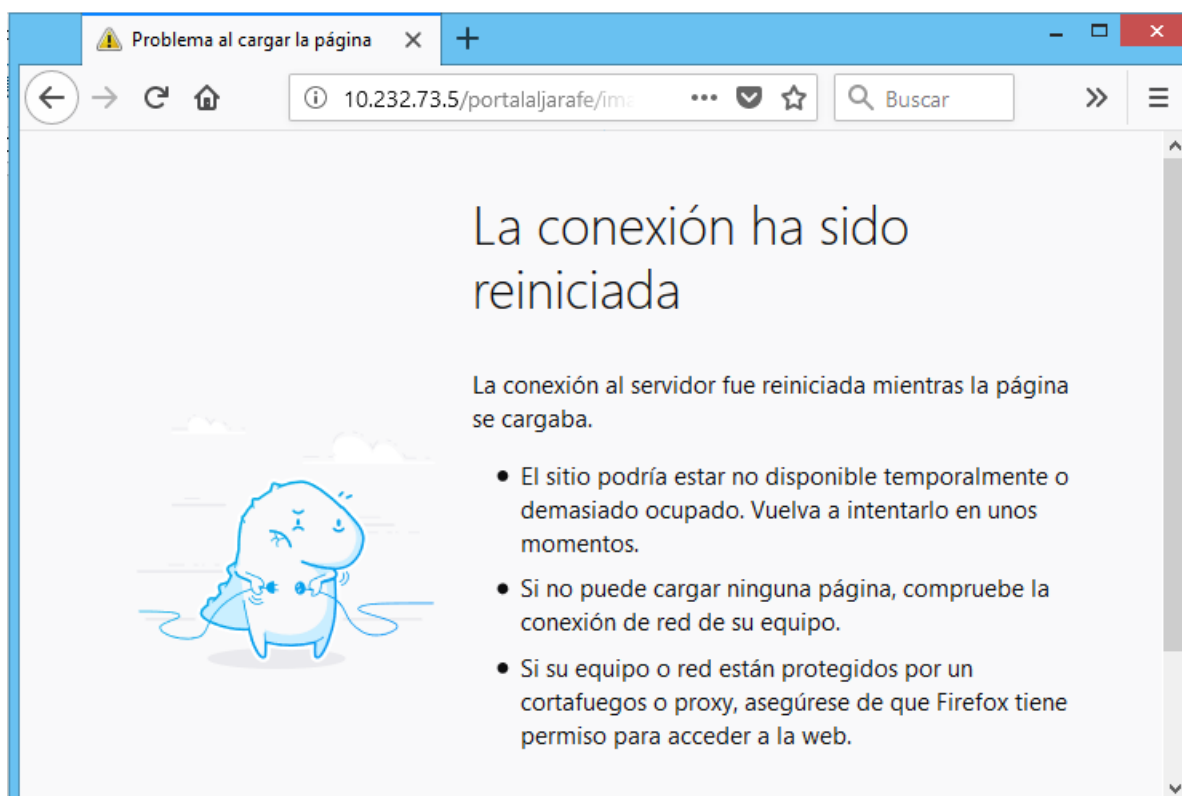 Problema al cargar la página
10.232.73.5/portalaljarafe/ima
Buscar
La conexión ha sido
reiniciada
La conexión al servidor fue reiniciada mientras la página
se cargaba.
El sitio podría estar no disponible temporalmente o
demasiado ocupado. Vuelva a intentarlo en unos
momentos.
Si no puede cargar ninguna página, compruebe la
conexión de red de su equipo.
Si su equipo o red están protegidos por un
cortafuegos o proxy, asegúrese de que Firefox tiene
permiso para acceder a la web.